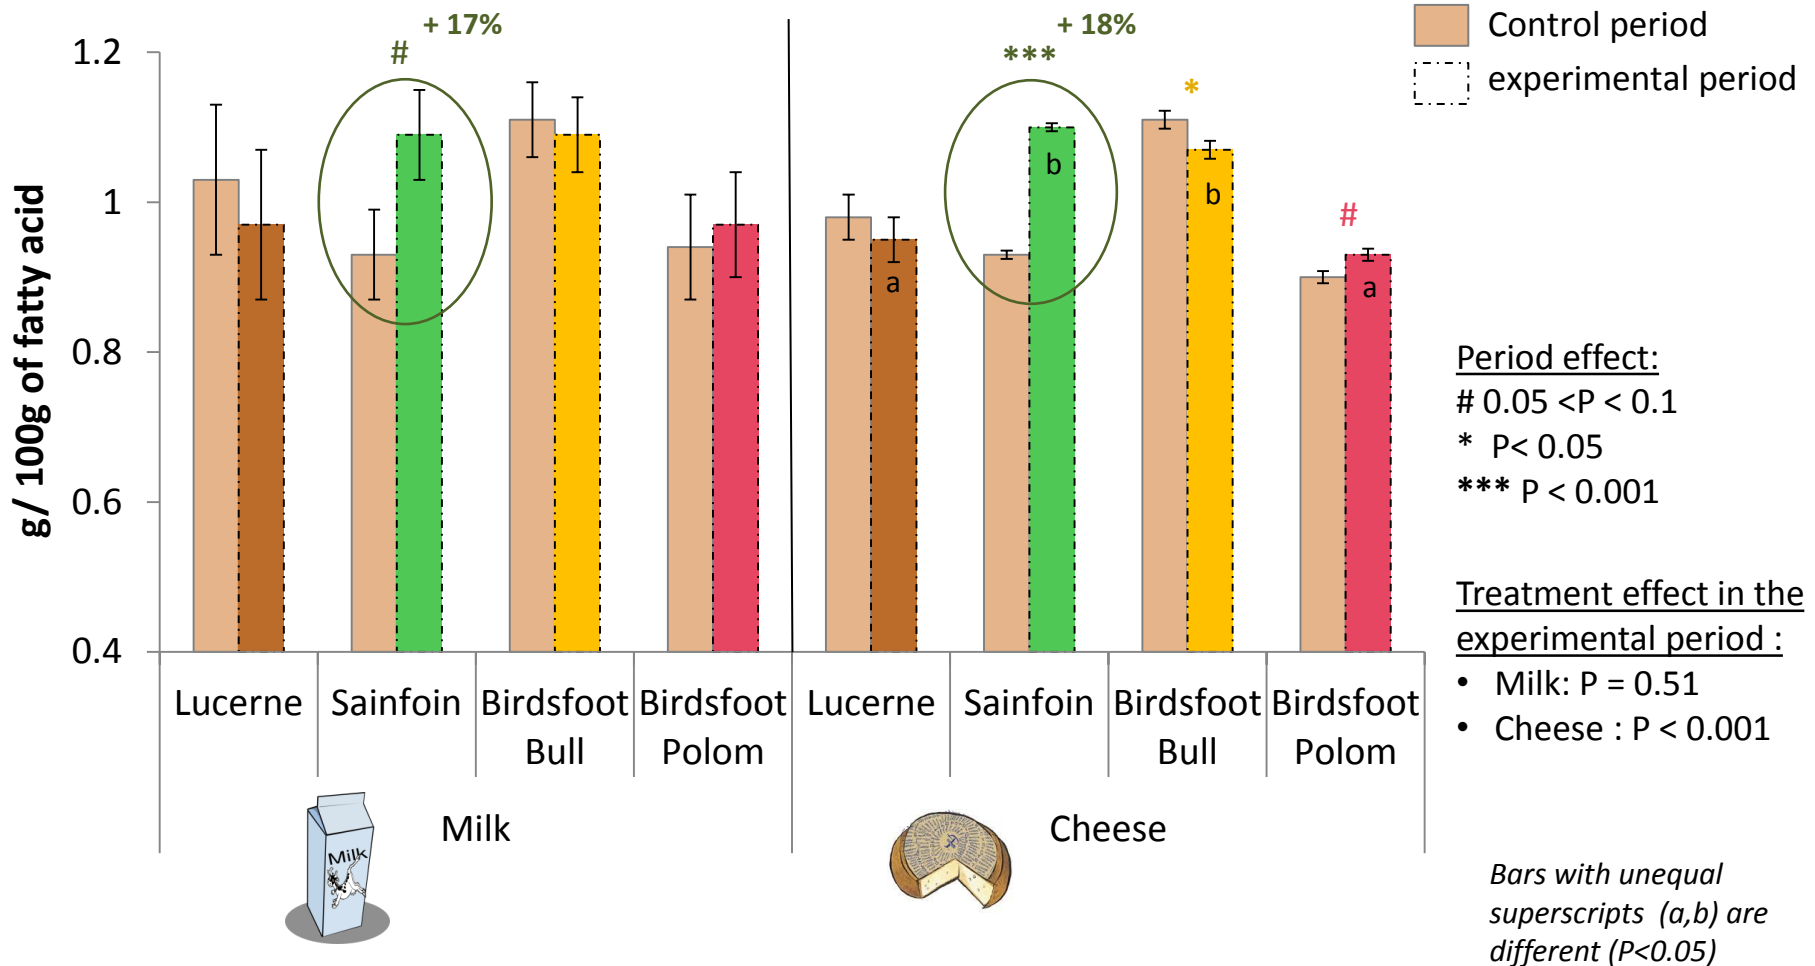 + 17%
+ 18%
Control period
experimental period
1.2
1
0.8
0.6
0.4
g/ 100g of fatty acid
#
***
*
#
b
b
a
a
Period effect:
# 0.05 <P < 0.1
* P< 0.05
*** P < 0.001
Treatment effect in the
experimental period :
• Milk: P = 0.51
• Cheese : P < 0.001
Lucerne
Sainfoin
Birdsfoot
Bull
Birdsfoot
Polom
Lucerne
Sainfoin
Birdsfoot
Bull
Birdsfoot
Polom
Milk
Milk
Cheese
Bars with unequal
superscripts (a,b) are
different (P<0.05)